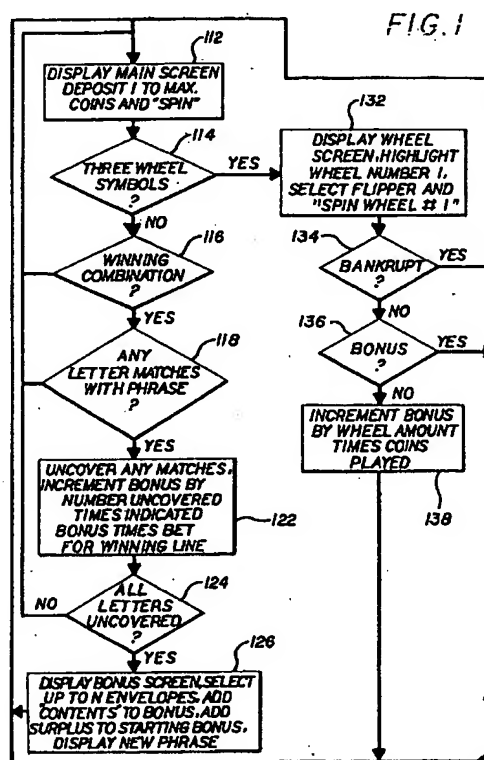 FIG. 1
112
DISPLAY MAIN SCREEN
DEPOSIT 1 TO MAX.
COINS AND "SPIN"
114
THREE WHEEL
SYMBOLS
?
YES
NO
116
WINNING
COMBINATION
?
YES
118
ANY
LETTER MATCHES
WITH PHRASE
?
YES
UNCOVER ANY MATCHES,
INCREMENT BONUS BY
NUMBER UNCOVERED
TIMES INDICATED
BONUS TIMES BET
FOR WINNING LINE
122
124
ALL
LETTERS
UNCOVERED
?
NO
YES
126
DISPLAY BONUS SCREEN, SELECT
UP TO N ENVELOPES, ADD
CONTENTS TO BONUS, ADD
SURPLUS TO STARTING BONUS,
DISPLAY NEW PHRASE
132
DISPLAY WHEEL
SCREEN, HIGHLIGHT
WHEEL NUMBER 1,
SELECT FLIPPER AND
"SPIN WHEEL # 1"
134
BANKRUPT
?
YES
NO
136
BONUS
?
YES
NO
INCREMENT BONUS
BY WHEEL AMOUNT
TIMES COINS
PLAYED
138